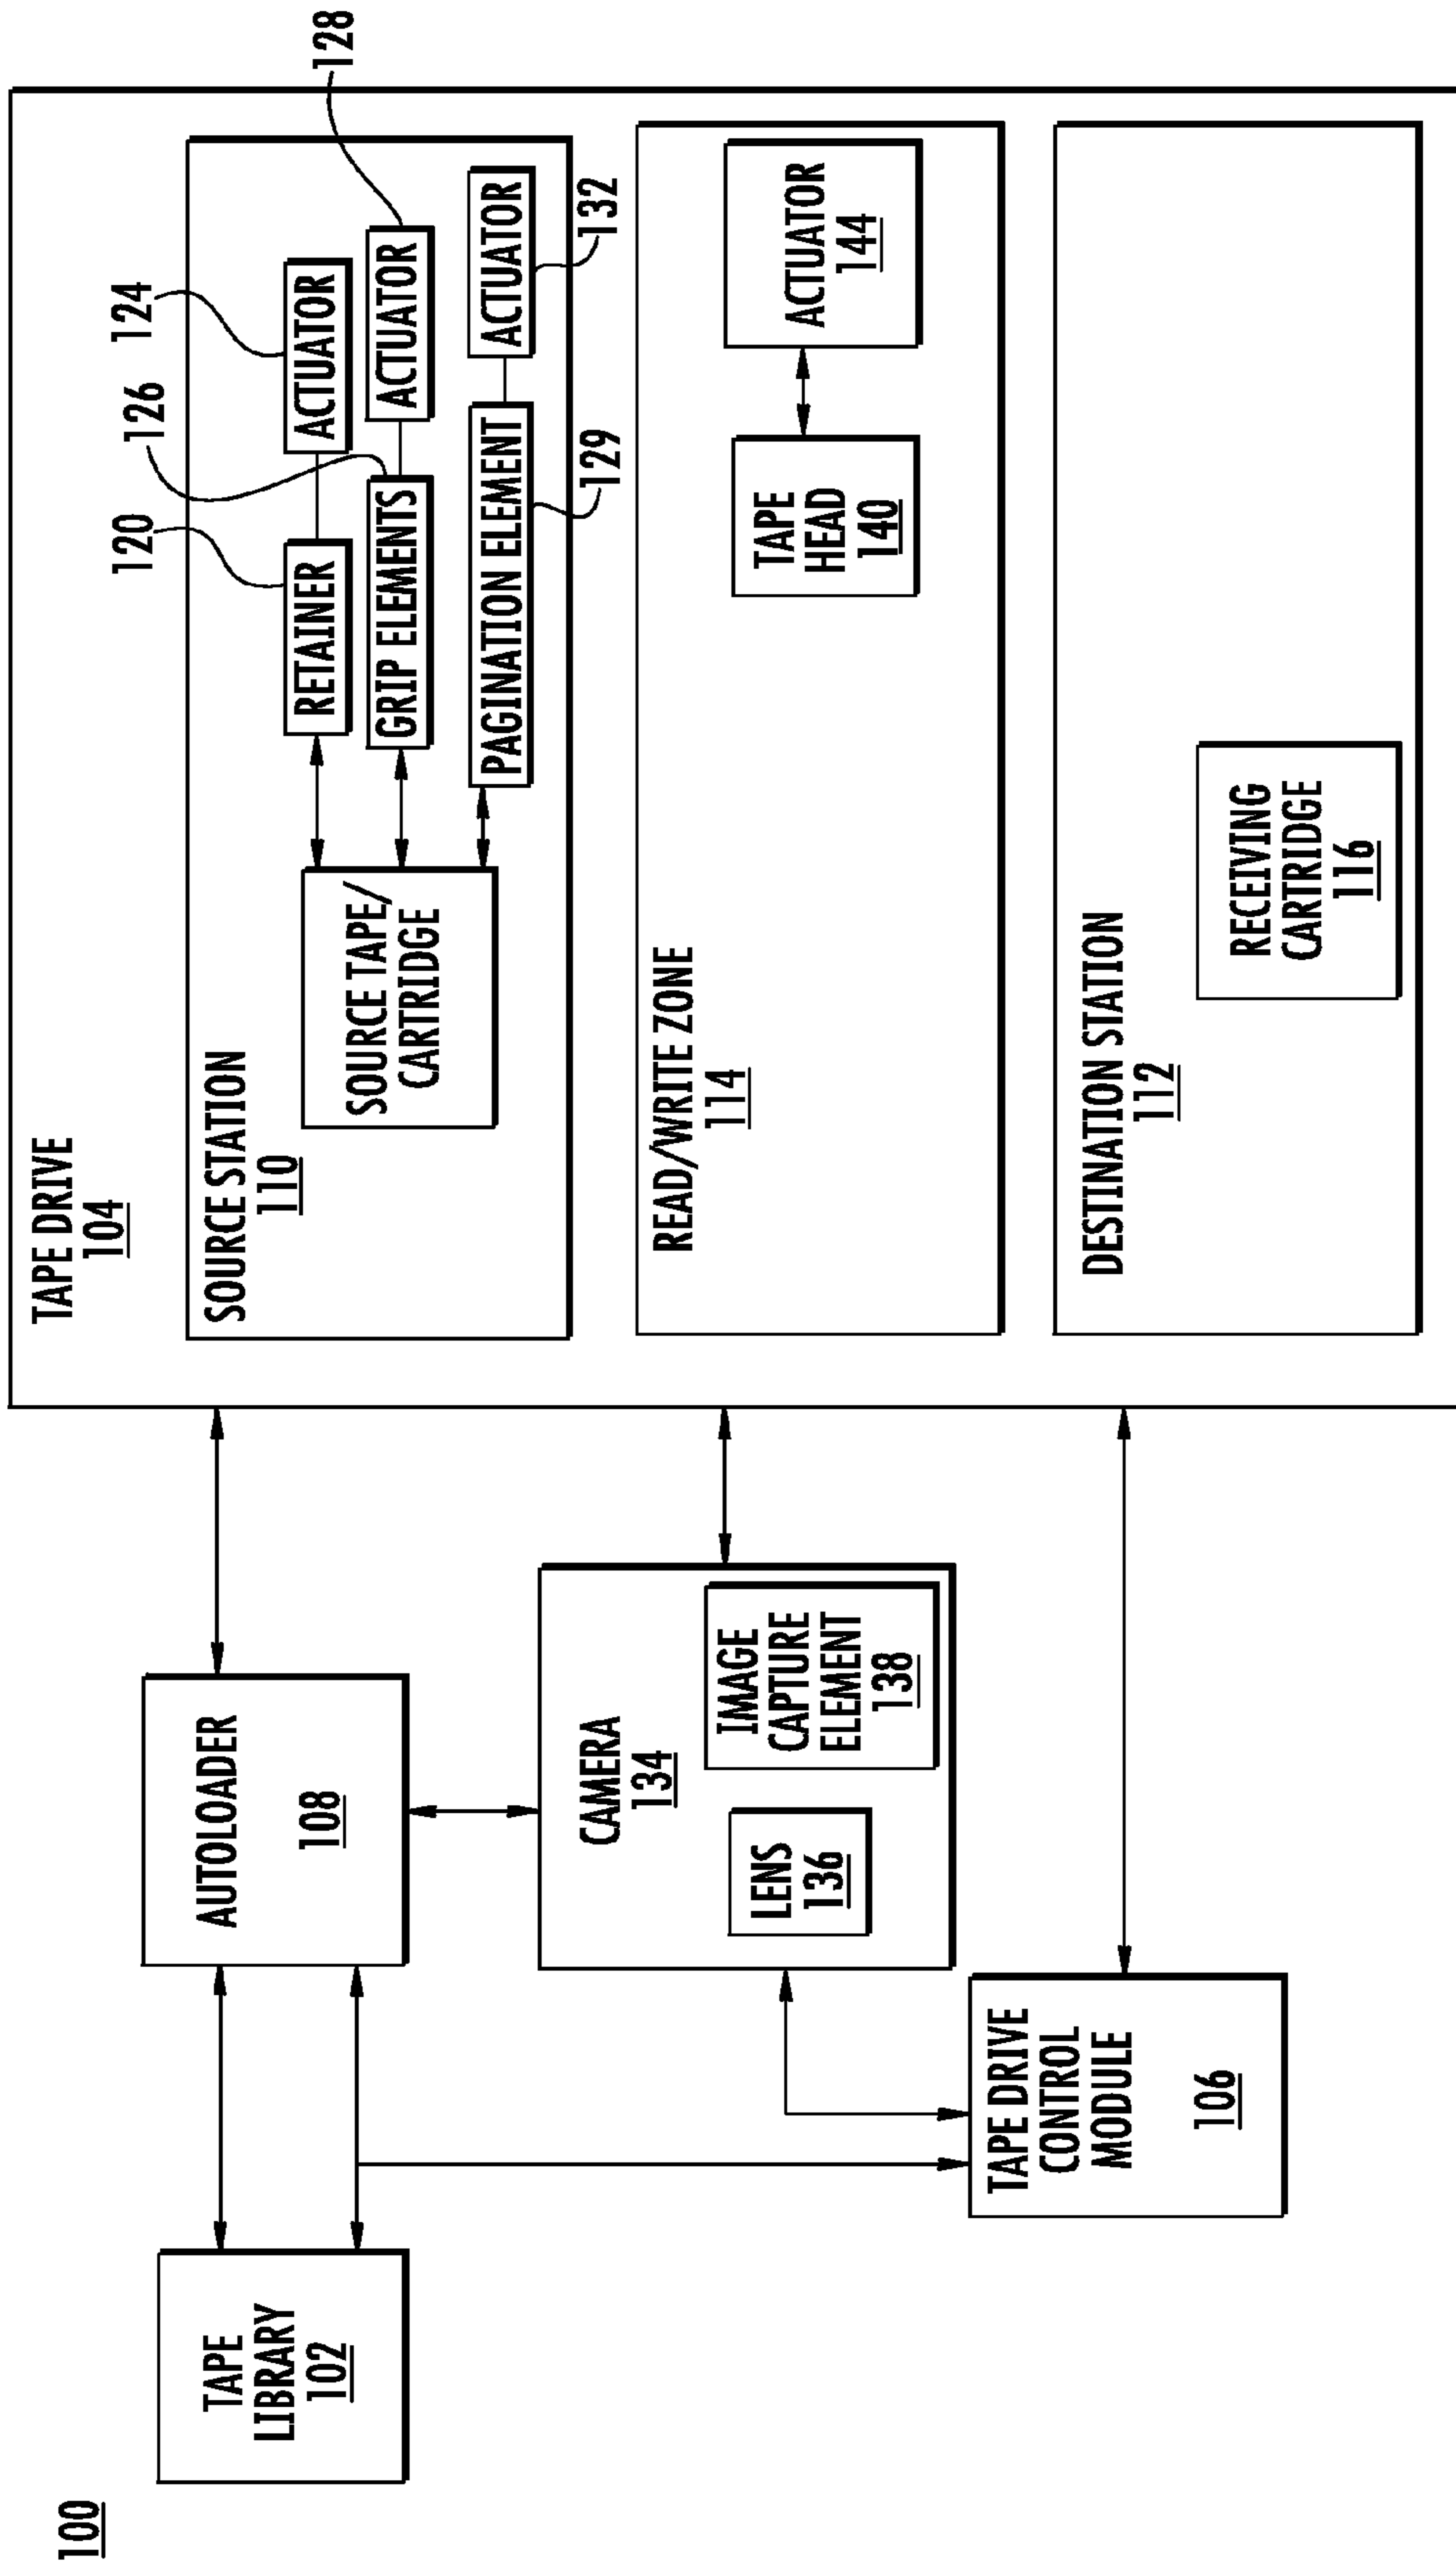 100
TAPE
LIBRARY
102
AUTOLOADER
108
CAMERA
134
LENS
136
IMAGE
CAPTURE
ELEMENT
138
TAPE DRIVE
CONTROL
MODULE
106
TAPE DRIVE
104
SOURCE STATION
110
SOURCE TAPE/
CARTRIDGE
120
RETAINER
124
ACTUATOR
126
GRIP ELEMENTS
ACTUATOR
128
PAGINATION ELEMENT
129
ACTUATOR
132
READ/WRITE ZONE
114
TAPE
HEAD
140
ACTUATOR
144
DESTINATION STATION
112
RECEIVING
CARTRIDGE
116